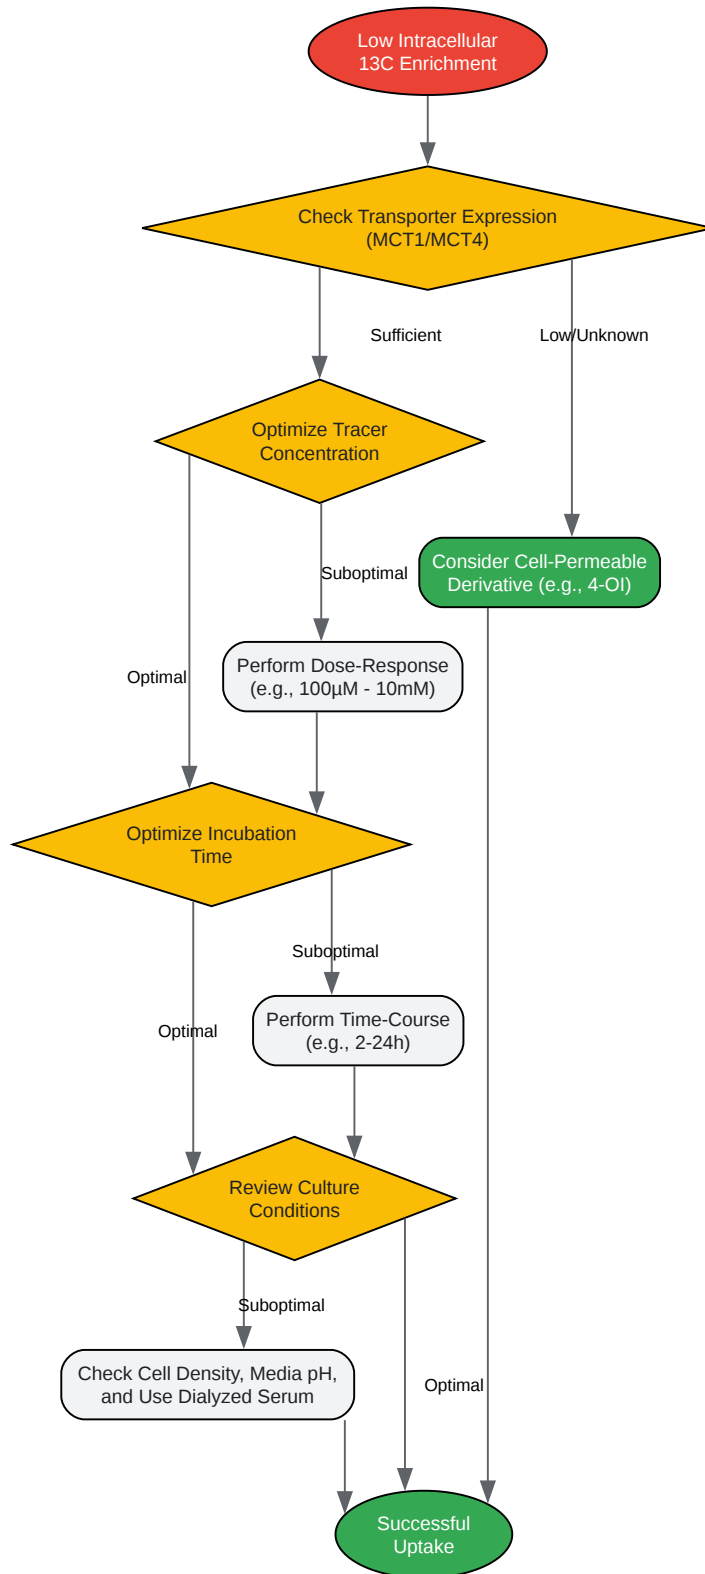 Low Intracellular
13C Enrichment
Check Transporter Expression
(MCT1/MCT4)
Sufficient
Low/Unknown
Optimize Tracer
Concentration
Suboptimal
Consider Cell-Permeable
Derivative (e.g., 4-OI)
Optimal
Perform Dose-Response
(e.g., 100µM - 10mM)
Optimize Incubation
Time
Suboptimal
Optimal
Perform Time-Course
(e.g., 2-24h)
Review Culture
Conditions
Suboptimal
Check Cell Density, Media pH,
and Use Dialyzed Serum
Optimal
Successful
Uptake